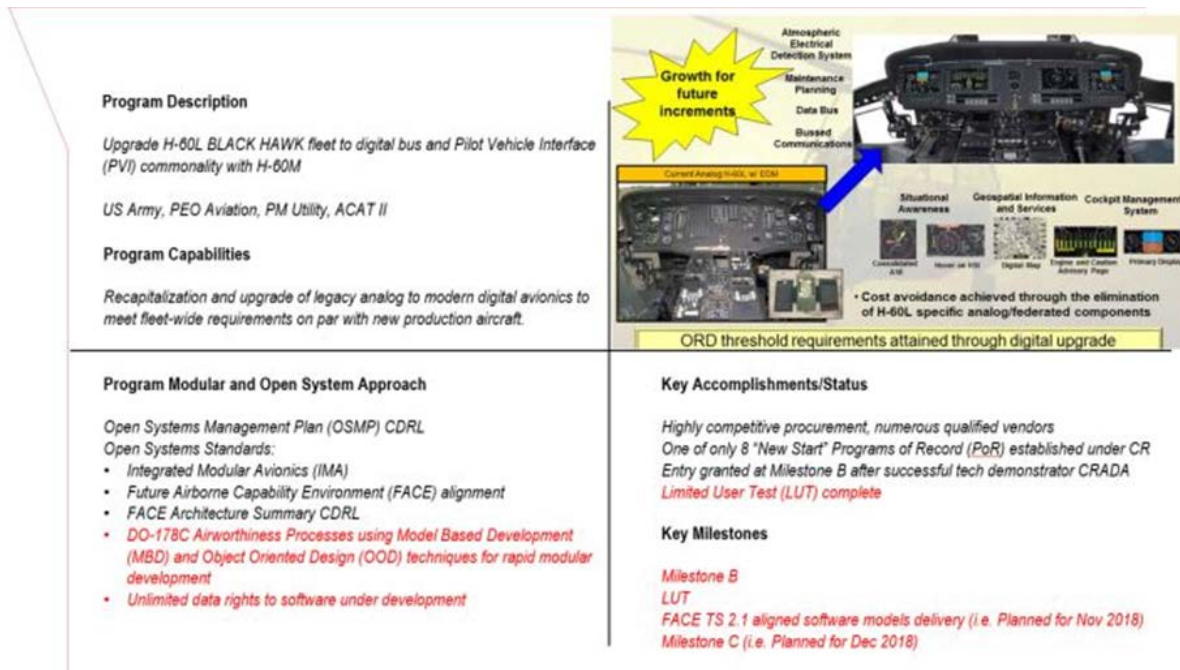 Program Description
Upgrade H-60L BLACK HAWK fleet to digital bus and Pilot Vehicle Interface
(PVI) commonality with H-60M
US Army, PEO Aviation, PM Utility, ACAT II
Program Capabilities
Recapitalization and upgrade of legacy analog to modern digital avionics to
meet fleet-wide requirements on par with new production aircraft.
Growth for
future
increments
Atmospheric
Electrical
Detection System
Maintenance
Planning
Data Bus
Bussed
Communications
Current Analog H-60L w/ EGM
Situational
Awareness
Geospatial Information
and Services
Cockpit Management
System
Consolidated
Hover on HSI
Digital Map
Engine and Caution
Advisory Page
Primary Display
• Cost avoidance achieved through the elimination
of H-60L specific analog/federated components
ORD threshold requirements attained through digital upgrade
Program Modular and Open System Approach
Open Systems Management Plan (OSMP) CDRL
Open Systems Standards:
• Integrated Modular Avionics (IMA)
• Future Airborne Capability Environment (FACE) alignment
• FACE Architecture Summary CDRL
• DO-178C Airworthiness Processes using Model Based Development
(MBD) and Object Oriented Design (OOD) techniques for rapid modular
development
• Unlimited data rights to software under development
Key Accomplishments/Status
Highly competitive procurement, numerous qualified vendors
One of only 8 "New Start" Programs of Record (PoR) established under CR
Entry granted at Milestone B after successful tech demonstrator CRADA
Limited User Test (LUT) complete
Key Milestones
Milestone B
LUT
FACE TS 2.1 aligned software models delivery (i.e. Planned for Nov 2018)
Milestone C (i.e. Planned for Dec 2018)